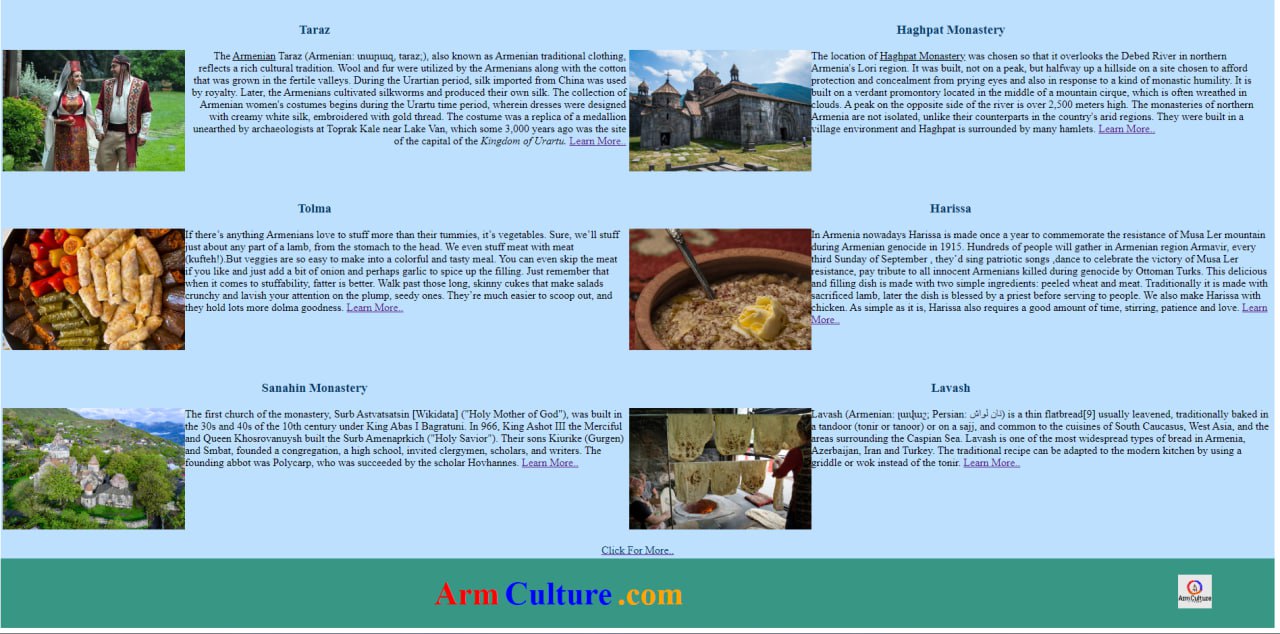 Taraz
The Armenian Taraz (Armenian: տարազ, taraz;), also known as Armenian traditional clothing,
reflects a rich cultural tradition. Wool and fur were utilized by the Armenians along with the cotton
that was grown in the fertile valleys. During the Urartian period, silk imported from China was used
by royalty. Later, the Armenians cultivated silkworms and produced their own silk. The collection of
Armenian women's costumes begins during the Urartu time period, wherein dresses were designed
with creamy white silk, embroidered with gold thread. The costume was a replica of a medallion
unearthed by archaeologists at Toprak Kale near Lake Van, which some 3,000 years ago was the site
of the capital of the Kingdom of Urartu. Learn More..
Haghpat Monastery
The location of Haghpat Monastery was chosen so that it overlooks the Debed River in northern
Armenia's Lori region. It was built, not on a peak, but halfway up a hillside on a site chosen to afford
protection and concealment from prying eyes and also in response to a kind of monastic humility. It is
built on a verdant promontory located in the middle of a mountain cirque, which is often wreathed in
clouds. A peak on the opposite side of the river is over 2,500 meters high. The monasteries of northern
Armenia are not isolated, unlike their counterparts in the country's arid regions. They were built in a
village environment and Haghpat is surrounded by many hamlets. Learn More..
Tolma
If there's anything Armenians love to stuff more than their tummies, it's vegetables. Sure, we'll stuff
just about any part of a lamb, from the stomach to the head. We even stuff meat with meat
(kufteh!).But veggies are so easy to make into a colorful and tasty meal. You can even skip the meat
if you like and just add a bit of onion and perhaps garlic to spice up the filling. Just remember that
when it comes to stuffability, fatter is better. Walk past those long, skinny cukes that make salads
crunchy and lavish your attention on the plump, seedy ones. They're much easier to scoop out, and
they hold lots more dolma goodness. Learn More..
Harissa
In Armenia nowadays Harissa is made once a year to commemorate the resistance of Musa Ler mountain
during Armenian genocide in 1915. Hundreds of people will gather in Armenian region Armavir, every
third Sunday of September , they'd sing patriotic songs ,dance to celebrate the victory of Musa Ler
resistance, pay tribute to all innocent Armenians killed during genocide by Ottoman Turks. This delicious
and filling dish is made with two simple ingredients: peeled wheat and meat. Traditionally it is made with
sacrificed lamb, later the dish is blessed by a priest before serving to people. We also make Harissa with
chicken. As simple as it is, Harissa also requires a good amount of time, stirring, patience and love. Learn
More..
Sanahin Monastery
The first church of the monastery, Surb Astvatsatsin [Wikidata] ("Holy Mother of God"), was built in
the 30s and 40s of the 10th century under King Abas I Bagratuni. In 966, King Ashot III the Merciful
and Queen Khosrovanuysh built the Surb Amenaprkich ("Holy Savior"). Their sons Kiurike (Gurgen)
and Smbat, founded a congregation, a high school, invited clergymen, scholars, and writers. The
founding abbot was Polycarp, who was succeeded by the scholar Hovhannes. Learn More..
Lavash
Lavash (Armenian: լավաշ; Persian: نان لواش) is a thin flatbread[9] usually leavened, traditionally baked in
a tandoor (tonir or tanoor) or on a sajj, and common to the cuisines of South Caucasus, West Asia, and the
areas surrounding the Caspian Sea. Lavash is one of the most widespread types of bread in Armenia,
Azerbaijan, Iran and Turkey. The traditional recipe can be adapted to the modern kitchen by using a
griddle or wok instead of the tonir. Learn More..
Click For More..
Arm Culture .com
Arm Culture